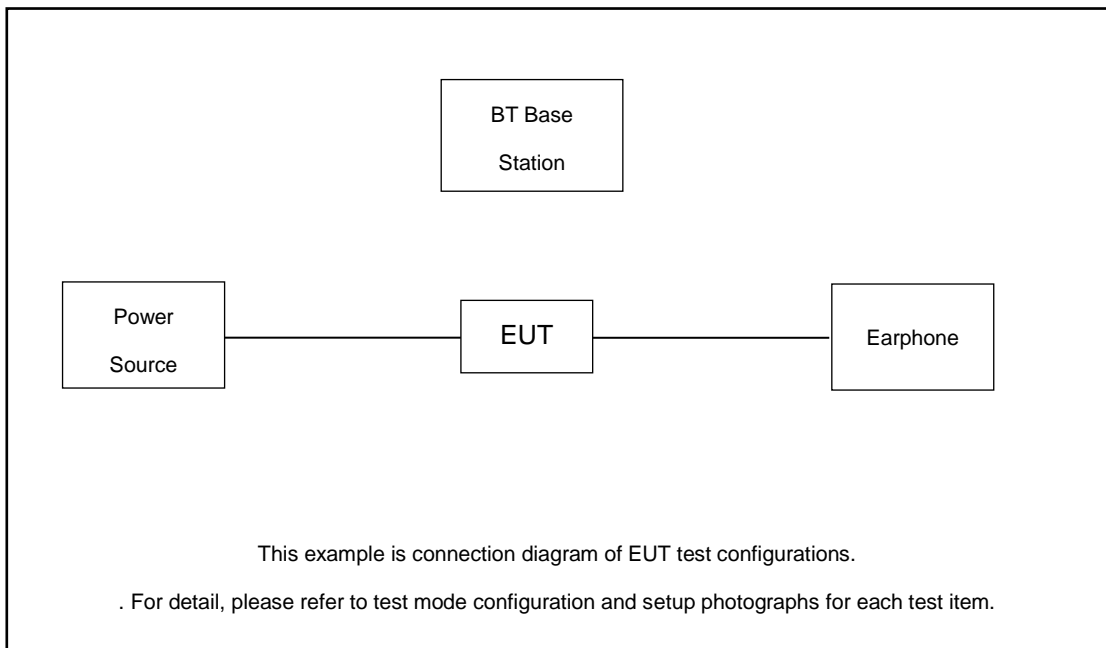 BT Base
Station
Power
Source
EUT
Earphone
This example is connection diagram of EUT test configurations.
. For detail, please refer to test mode configuration and setup photographs for each test item.